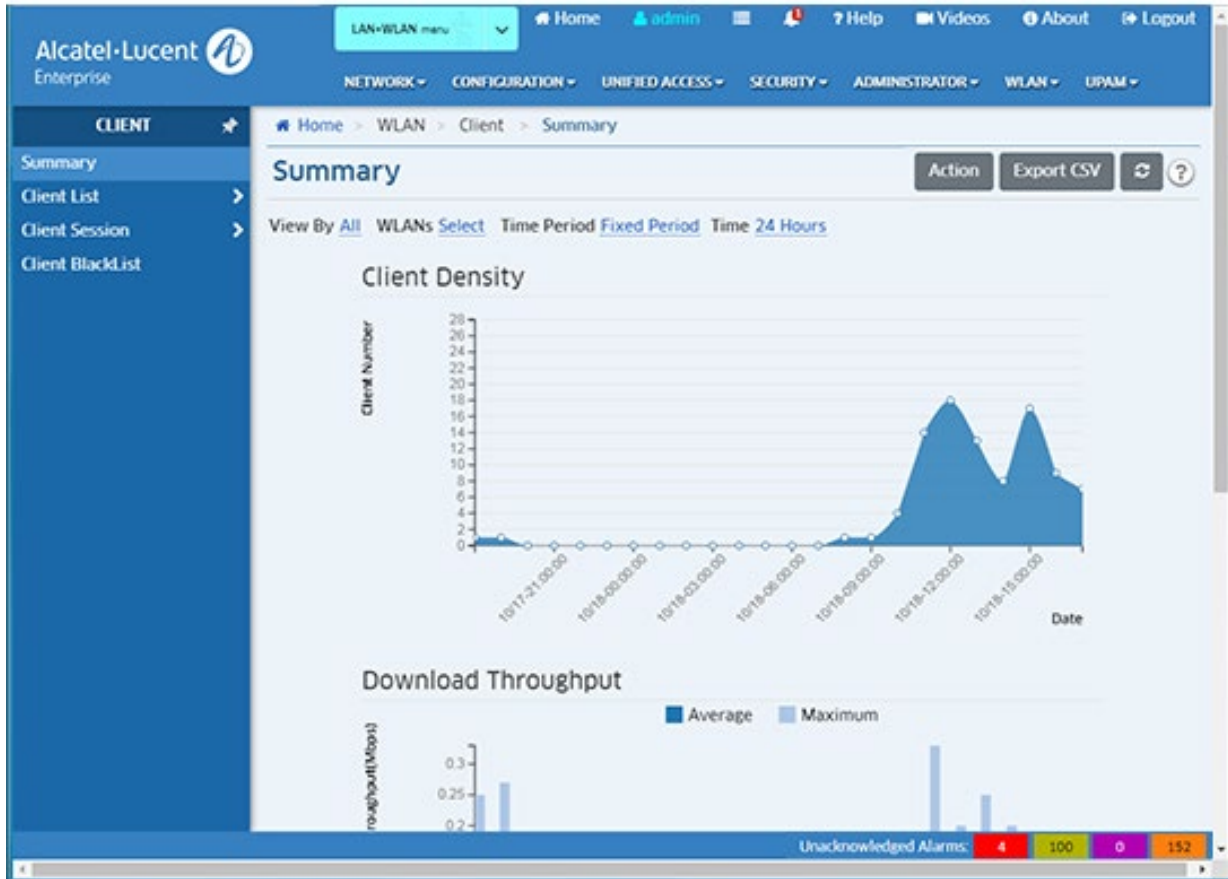 LAN+WLAN menu Home admin 1 ? Help Videos About Logout
Alcatel·Lucent
Enterprise
NETWORK CONFIGURATION UNIFIED ACCESS SECURITY ADMINISTRATOR WLAN UPAM
CLIENT
Home > WLAN > Client > Summary
Summary
Client List
Client Session
Client BlackList
Summary
Action Export CSV ?
View By All WLANs Select Time Period Fixed Period Time 24 Hours
Client Density
Client Number
28
26
24
22
20
18
16
14
12
10
8
6
4
2
0
10/17-21:00:00 10/18-00:00:00 10/18-03:00:00 10/18-06:00:00 10/18-09:00:00 10/18-12:00:00 10/18-15:00:00
Date
Download Throughput
Average Maximum
roughput(Mbps)
0.3
0.25
0.2
Unacknowledged Alarms: 4 100 0 152